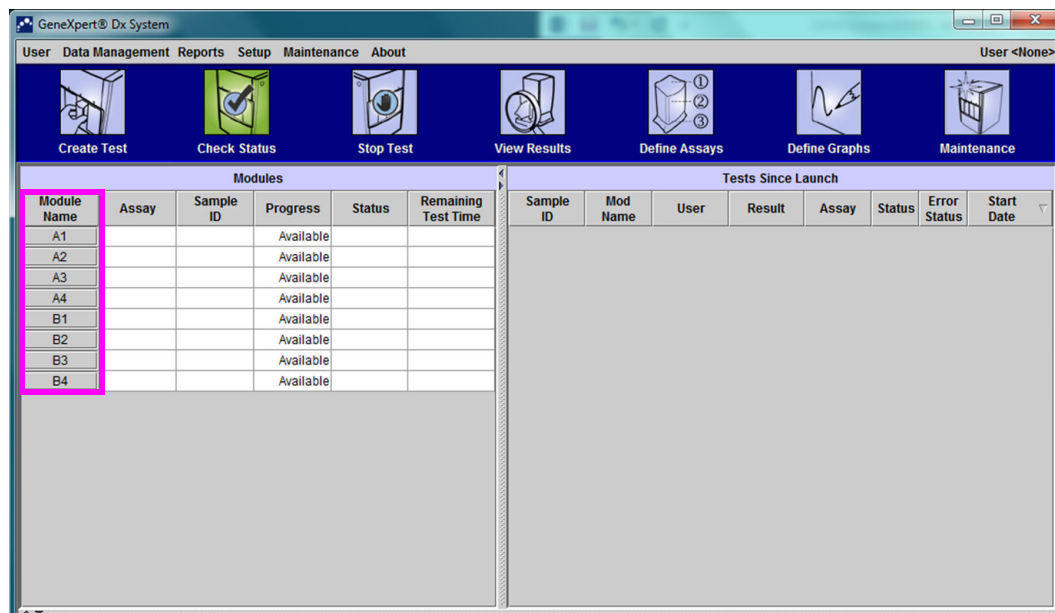 GeneXpert® Dx System
User Data Management Reports Setup Maintenance About User <None>
① ② ③
Create Test Check Status Stop Test View Results Define Assays Define Graphs Maintenance
Modules
Module Name Assay Sample ID Progress Status Remaining Test Time
A1 Available
A2 Available
A3 Available
A4 Available
B1 Available
B2 Available
B3 Available
B4 Available
Tests Since Launch
Sample ID Mod Name User Result Assay Status Error Status Start Date